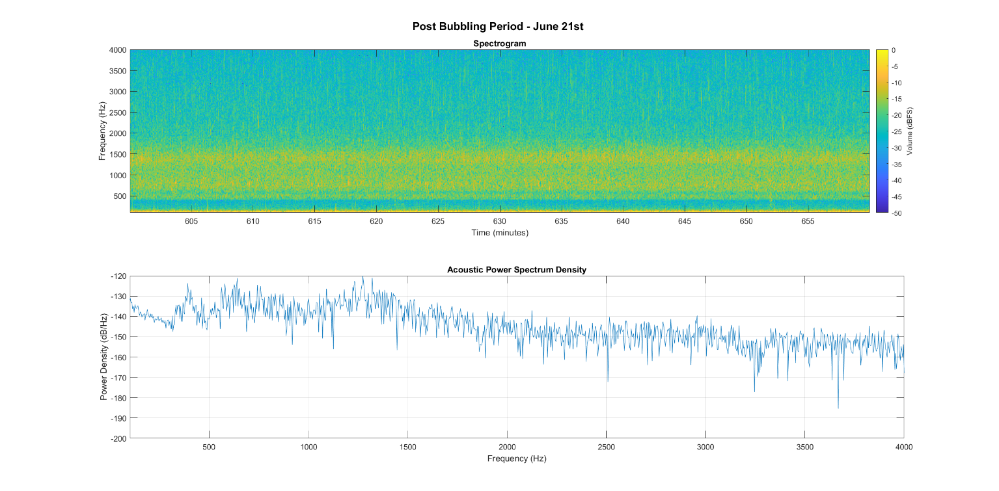 Post Bubbling Period - June 21st
Spectrogram
4000
3500
3000
2500
2000
1500
1000
500
Frequency (Hz)
605 610 615 620 625 630 635 640 645 650 655
Time (minutes)
0
-5
-10
-15
-20
-25
-30
-35
-40
-45
-50
Volume (dBFS)
Acoustic Power Spectrum Density
-120
-130
-140
-150
-160
-170
-180
-190
-200
Power Density (dB/Hz)
500 1000 1500 2000 2500 3000 3500 4000
Frequency (Hz)